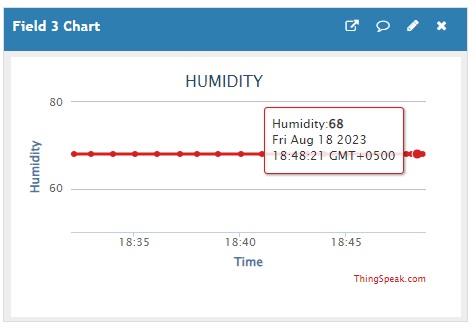 Field 3 Chart
HUMIDITY
Humidity:68
Fri Aug 18 2023
18:48:21 GMT+0500
80
60
Humidity
18:35
18:40
18:45
Time
ThingSpeak.com